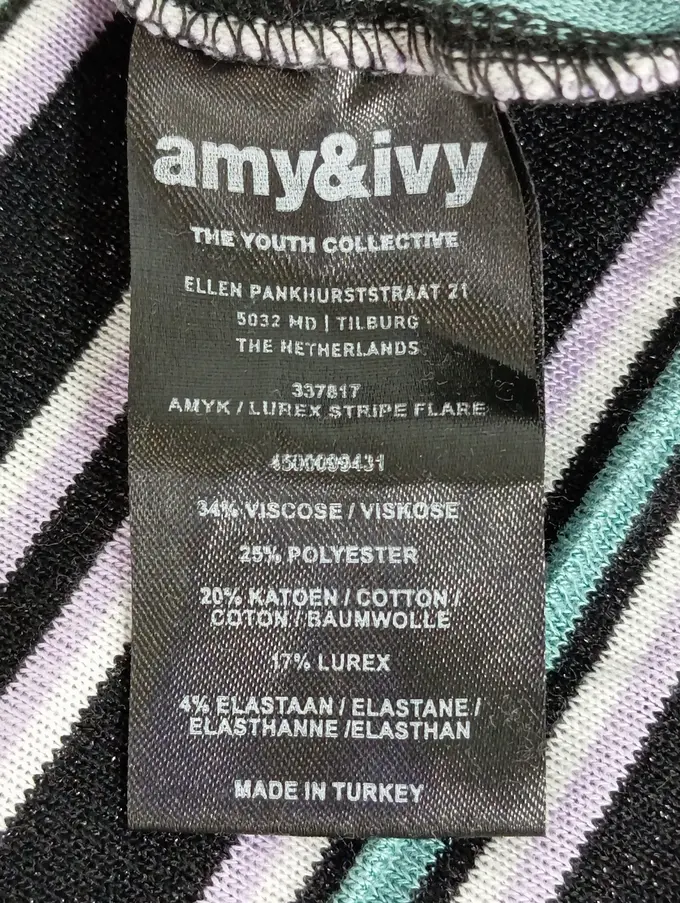 amy&ivy
THE YOUTH COLLECTIVE
ELLEN PANKHURSTSTRAAT 21
5032 MD | TILBURG
THE NETHERLANDS
337817
AMYK / LUREX STRIPE FLARE
4500099431
34% VISCOSE / VISKOSE
25% POLYESTER
20% KATOEN / COTTON /
COTON / BAUMWOLLE
17% LUREX
4% ELASTAAN / ELASTANE /
ELASTHANNE /ELASTHAN
MADE IN TURKEY